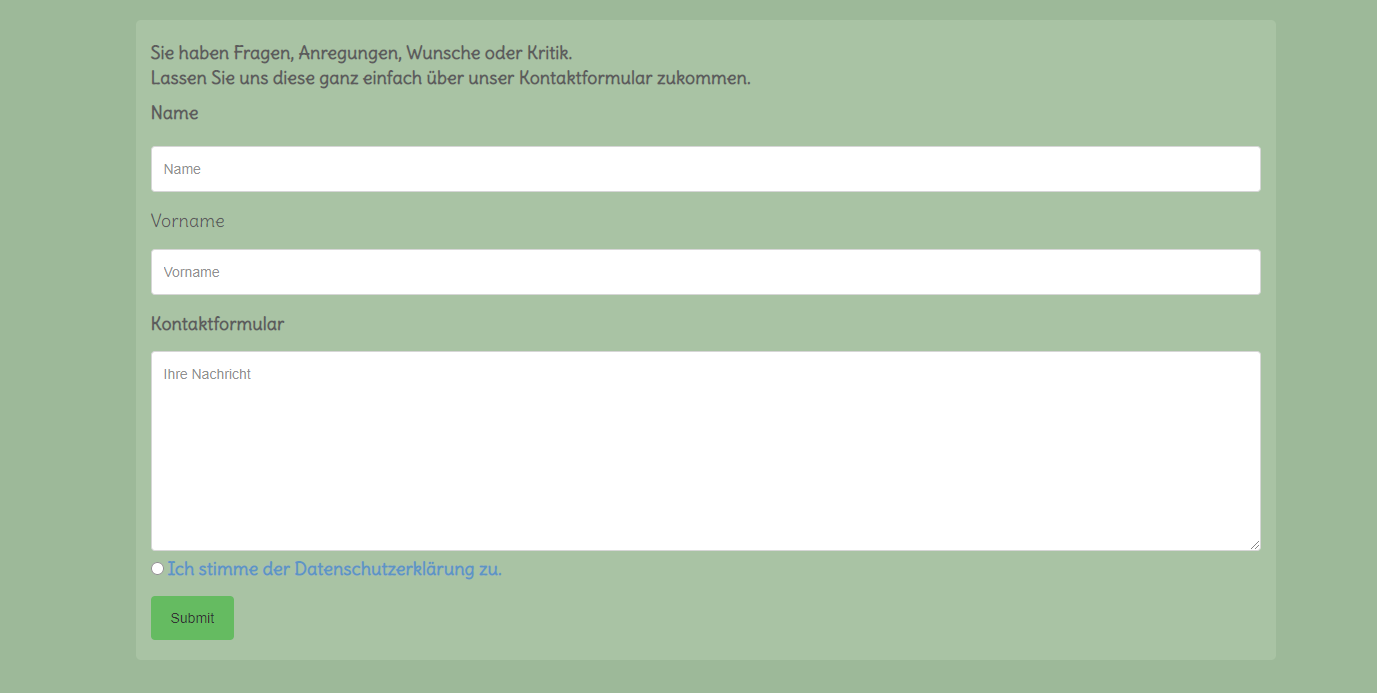 Sie haben Fragen, Anregungen, Wunsche oder Kritik.
Lassen Sie uns diese ganz einfach über unser Kontaktformular zukommen.
Name
Name
Vorname
Vorname
Kontaktformular
Ihre Nachricht
Ich stimme der Datenschutzerklärung zu.
Submit